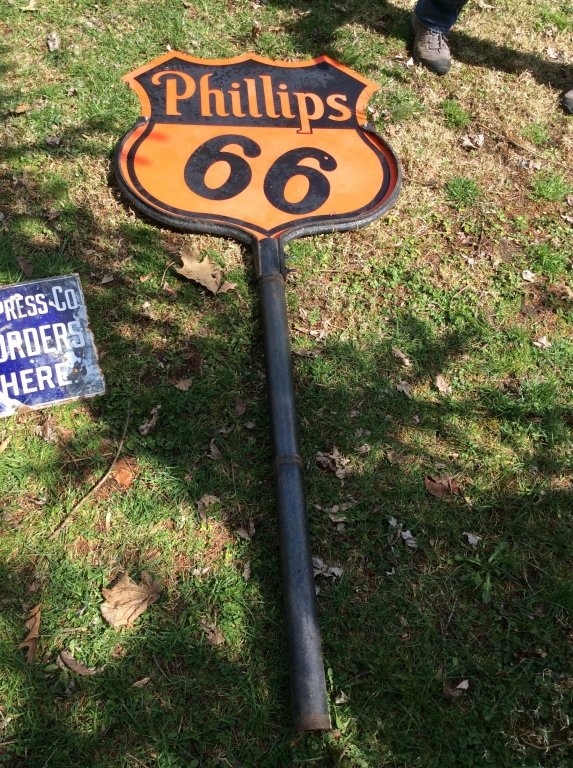 Phillips
66
PRESS CO
ORDERS
HERE.